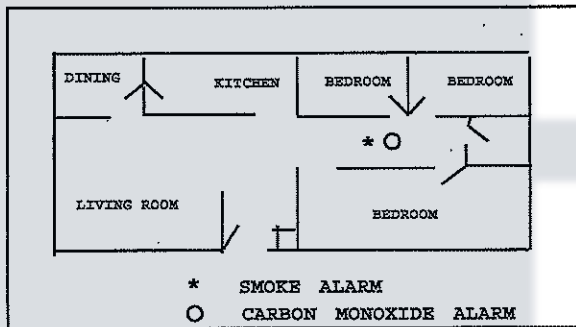 DINING KITCHEN BEDROOM BEDROOM
* O
LIVING ROOM
BEDROOM
* SMOKE ALARM
O CARBON MONOXIDE ALARM